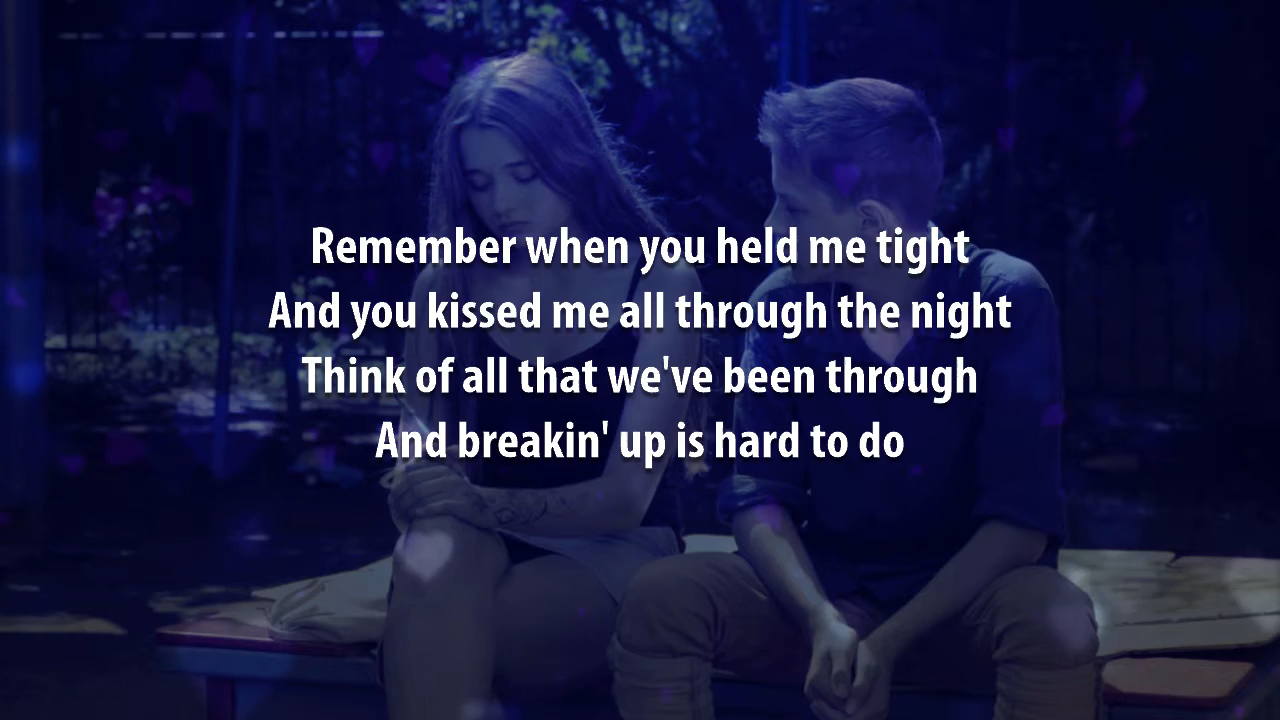 Remember when you held me tight
And you kissed me all through the night
Think of all that we've been through
And breakin' up is hard to do